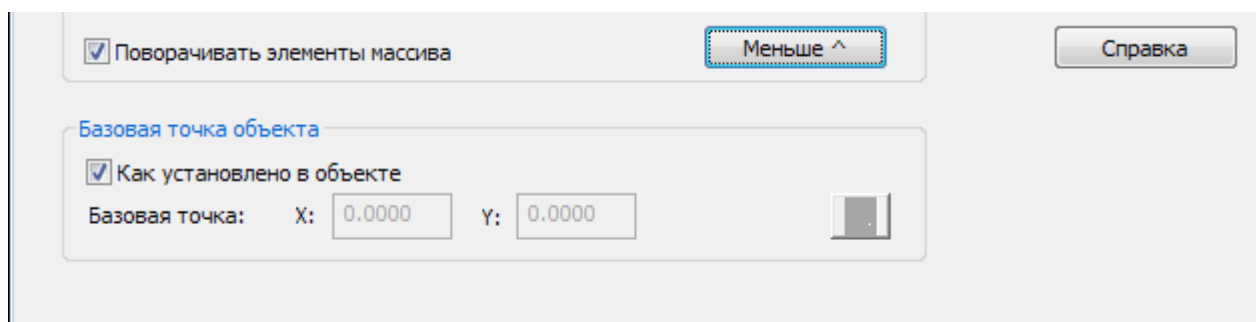 Поворачивать элементы массива Меньше ^ Справка
Базовая точка объекта
Как установлено в объекте
Базовая точка: X: 0.0000 Y: 0.0000